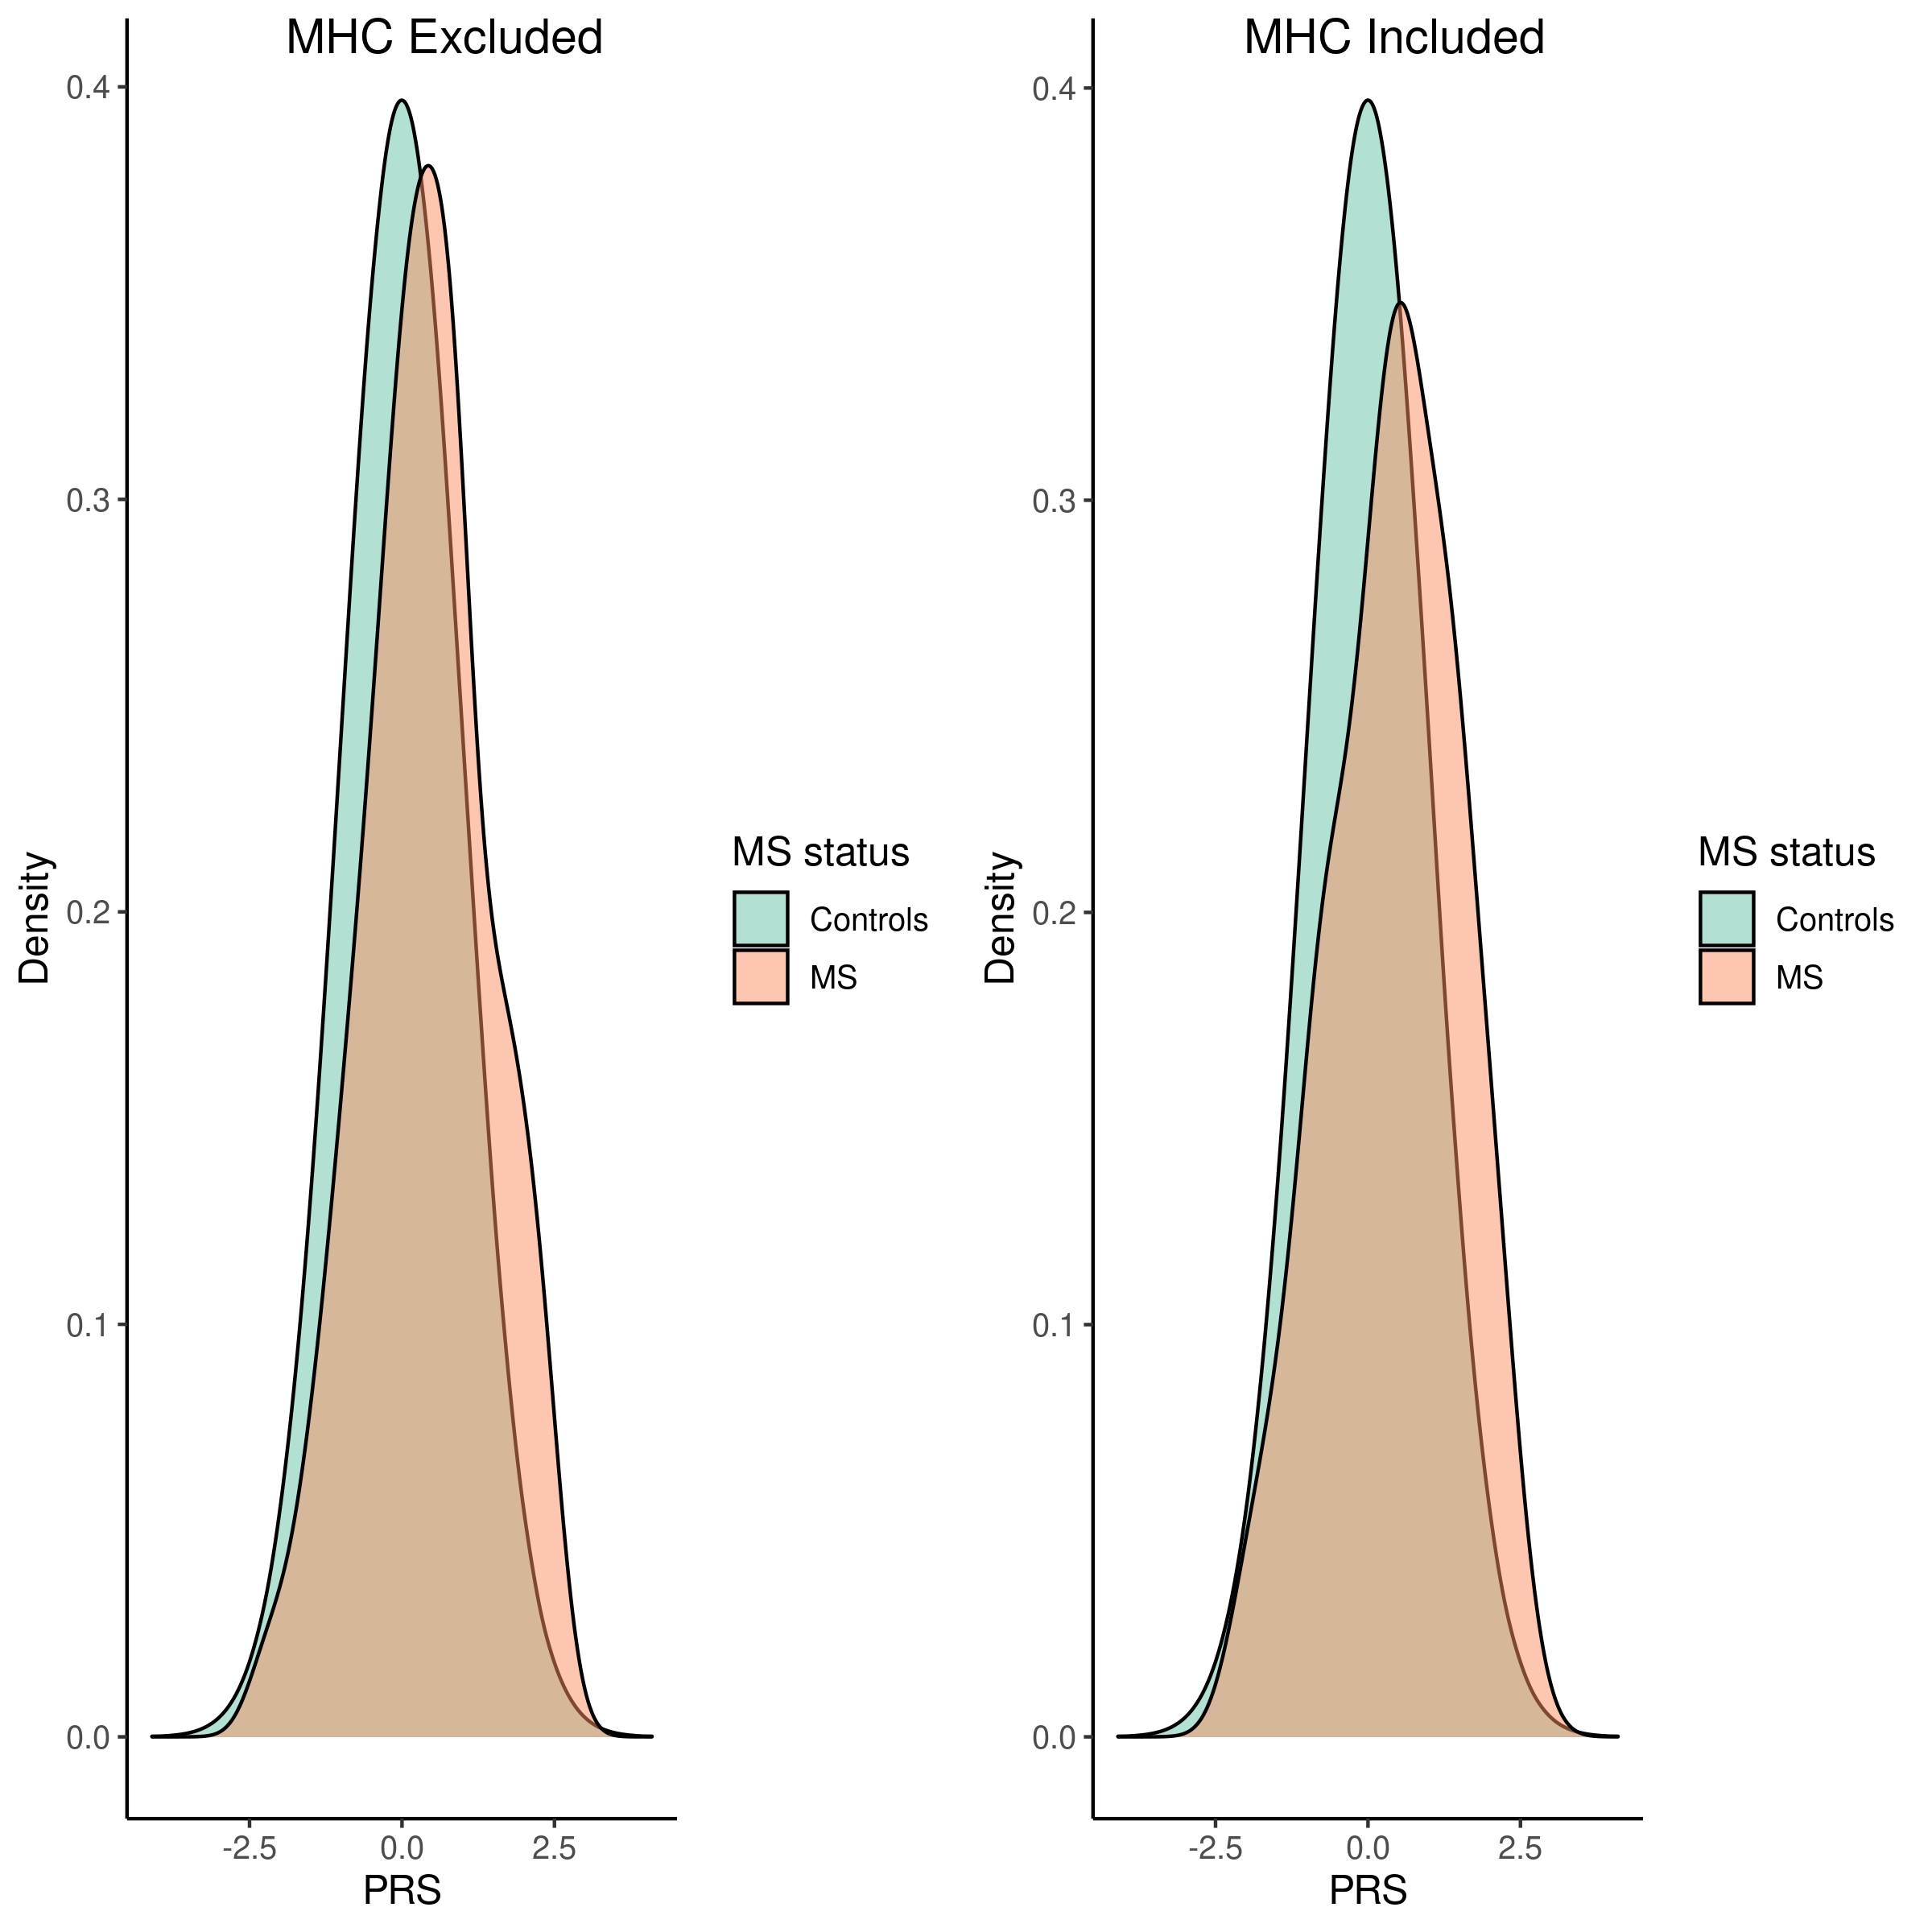 MHC Excluded
0.4
0.3
0.2
0.1
0.0
Density
-2.5 0.0 2.5
PRS
MS status
Controls
MS
MHC Included
0.4
0.3
0.2
0.1
0.0
Density
-2.5 0.0 2.5
PRS
MS status
Controls
MS